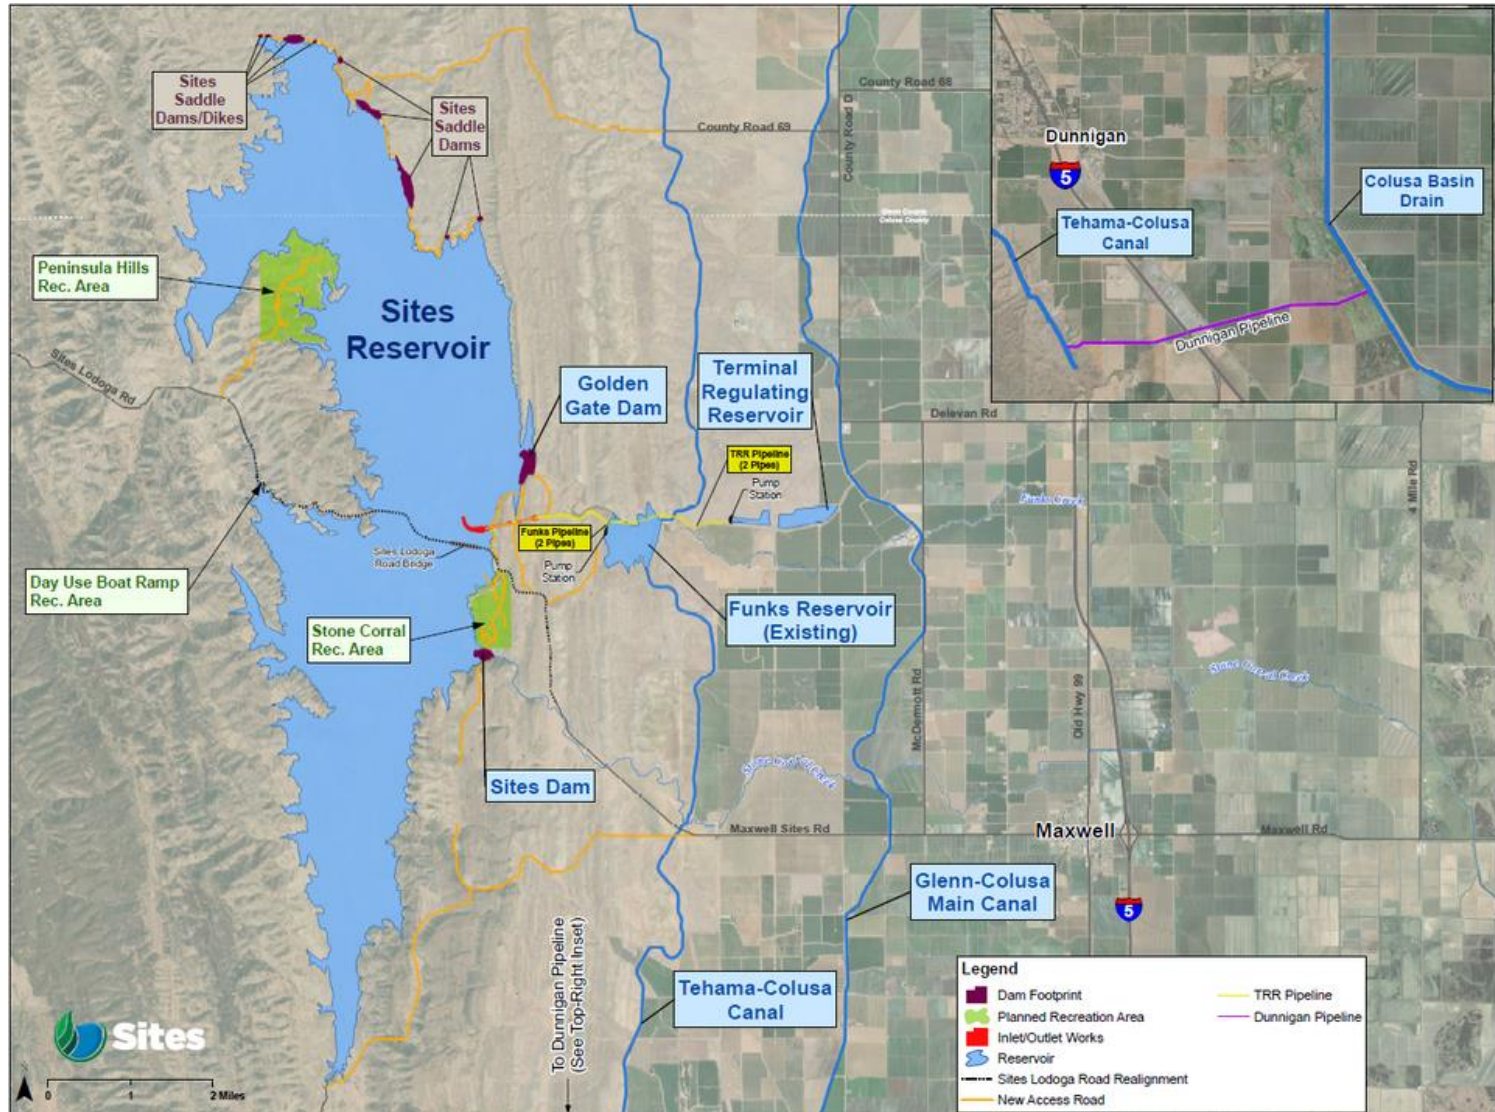 Sites
Saddle
Dams/Dikes
Sites
Saddle
Dams
County Road 68
County Road 69
County Road D
Dunnigan
5
Tehama-Colusa
Canal
Colusa Basin
Drain
Dunnigan Pipeline
Peninsula Hills
Rec. Area
Sites
Reservoir
Sites Lodoga Rd
Golden
Gate Dam
Terminal
Regulating
Reservoir
Delevan Rd
TRR Pipeline
(2 Pipes)
Pump
Station
Funks Creek
4 Mile Rd
Funks Pipeline
(2 Pipes)
Sites Lodoga
Road Bridge
Pump
Station
Day Use Boat Ramp
Rec. Area
Stone Corral
Rec. Area
Funks Reservoir
(Existing)
McDermott Rd
Old Hwy 99
Stone Corral Creek
Stone Corral Creek
Sites Dam
Maxwell Sites Rd
Maxwell
Maxwell Rd
Glenn-Colusa
Main Canal
5
Tehama-Colusa
Canal
To Dunnigan Pipeline
(See Top-Right Inset)
Sites
0 1 2 Miles
Legend
Dam Footprint
Planned Recreation Area
Inlet/Outlet Works
Reservoir
Sites Lodoga Road Realignment
New Access Road
TRR Pipeline
Dunnigan Pipeline